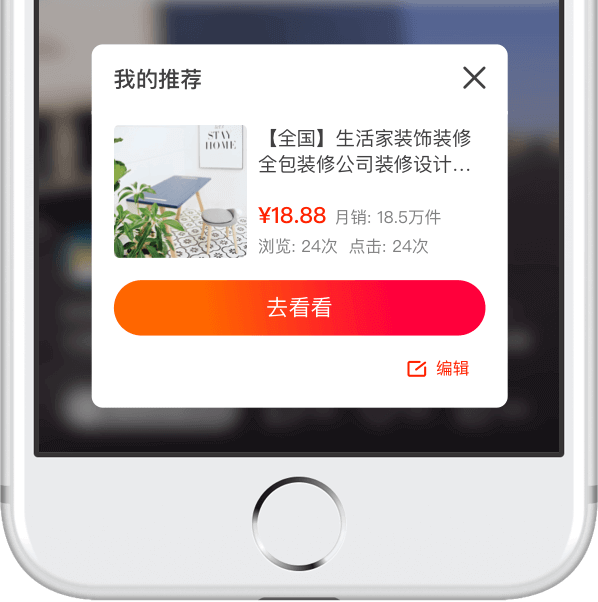 我的推荐
STAY
HOME
【全国】生活家装饰装修
全包装修公司装修设计...
¥18.88 月销: 18.5万件
浏览: 24次 点击: 24次
去看看
编辑